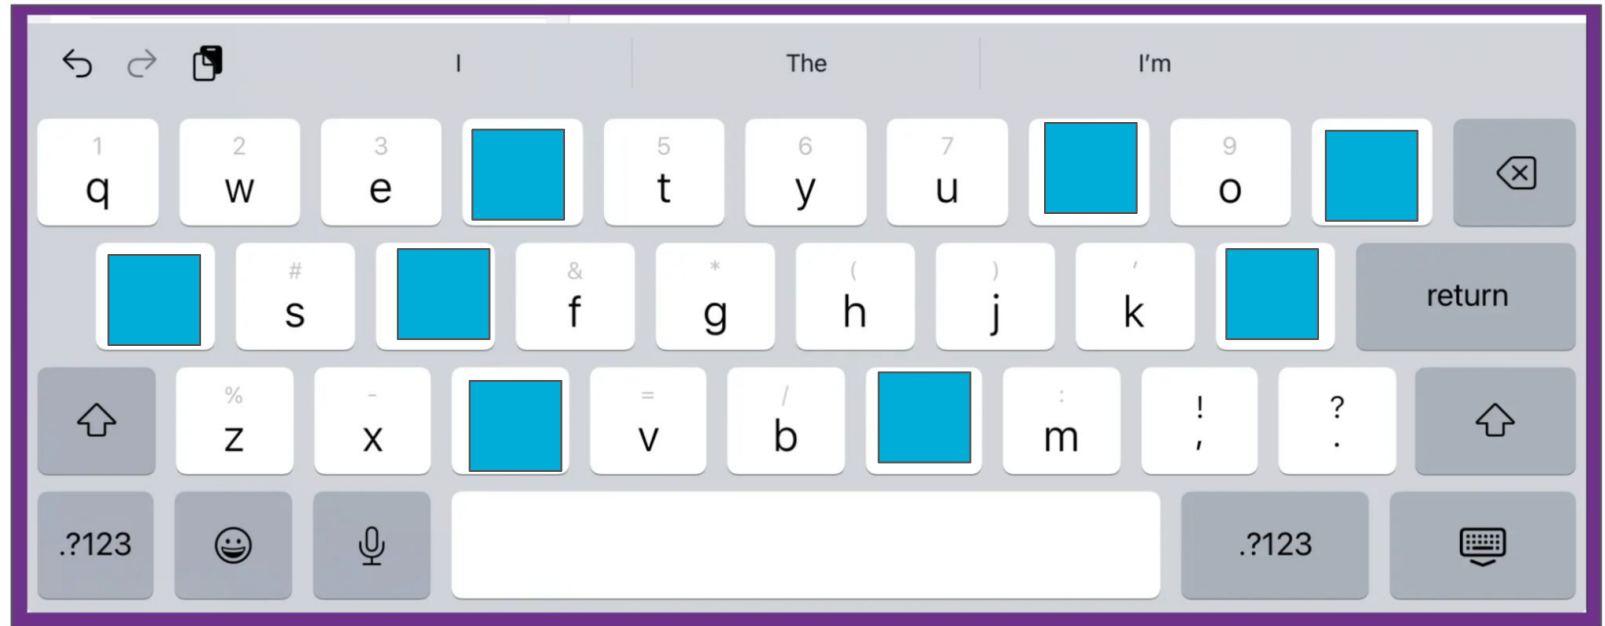 I The I'm
1 2 3 5 6 7 9
q w e t y u o
# & * ( ) '
s f g h j k return
% - = / : ! ?
z x v b m , .
.?123 .?123